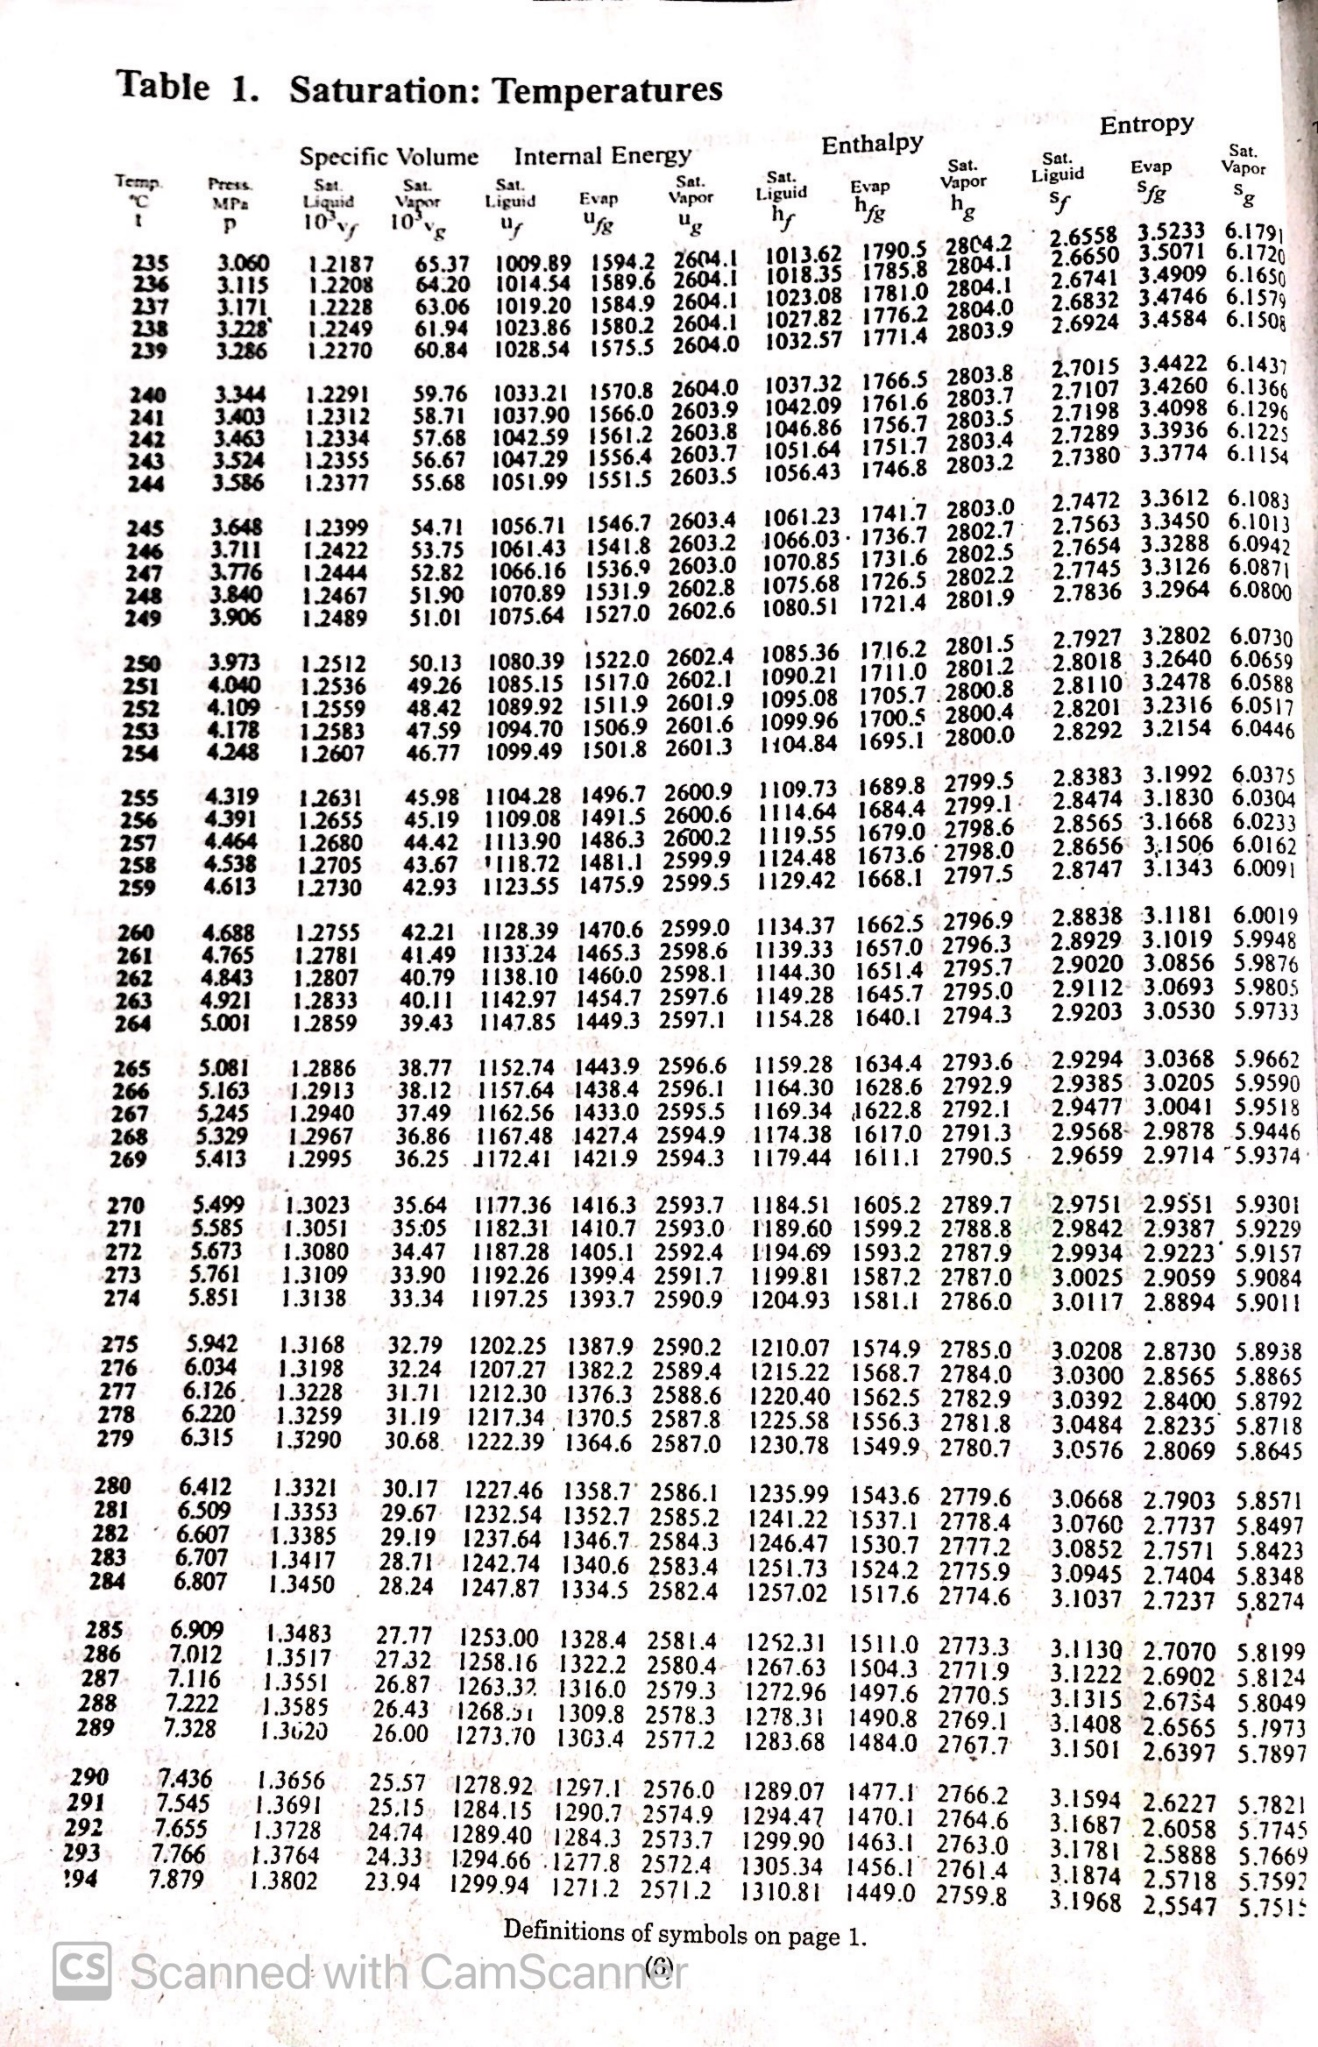 Table 1. Saturation: Temperatures
Specific Volume Internal Energy Enthalpy Entropy
Temp. Press. Sat. Sat. Sat. Sat. Sat. Sat. Sat. Sat.
°C MPa Liquid Vapor Liguid Evap Vapor Liguid Evap Vapor Liguid Evap Vapor
t p 10³vf 10³vg uf ufg ug hf hfg hg sf sfg sg
235 3.060 1.2187 65.37 1009.89 1594.2 2604.1 1013.62 1790.5 2804.2 2.6558 3.5233 6.1791
236 3.115 1.2208 64.20 1014.54 1589.6 2604.1 1018.35 1785.8 2804.1 2.6650 3.5071 6.1720
237 3.171 1.2228 63.06 1019.20 1584.9 2604.1 1023.08 1781.0 2804.1 2.6741 3.4909 6.1650
238 3.228 1.2249 61.94 1023.86 1580.2 2604.1 1027.82 1776.2 2804.0 2.6832 3.4746 6.1579
239 3.286 1.2270 60.84 1028.54 1575.5 2604.0 1032.57 1771.4 2803.9 2.6924 3.4584 6.1508
240 3.344 1.2291 59.76 1033.21 1570.8 2604.0 1037.32 1766.5 2803.8 2.7015 3.4422 6.1437
241 3.403 1.2312 58.71 1037.90 1566.0 2603.9 1042.09 1761.6 2803.7 2.7107 3.4260 6.1366
242 3.463 1.2334 57.68 1042.59 1561.2 2603.8 1046.86 1756.7 2803.5 2.7198 3.4098 6.1296
243 3.524 1.2355 56.67 1047.29 1556.4 2603.7 1051.64 1751.7 2803.4 2.7289 3.3936 6.1225
244 3.586 1.2377 55.68 1051.99 1551.5 2603.5 1056.43 1746.8 2803.2 2.7380 3.3774 6.1154
245 3.648 1.2399 54.71 1056.71 1546.7 2603.4 1061.23 1741.7 2803.0 2.7472 3.3612 6.1083
246 3.711 1.2422 53.75 1061.43 1541.8 2603.2 1066.03 1736.7 2802.7 2.7563 3.3450 6.1013
247 3.776 1.2444 52.82 1066.16 1536.9 2603.0 1070.85 1731.6 2802.5 2.7654 3.3288 6.0942
248 3.840 1.2467 51.90 1070.89 1531.9 2602.8 1075.68 1726.5 2802.2 2.7745 3.3126 6.0871
249 3.906 1.2489 51.01 1075.64 1527.0 2602.6 1080.51 1721.4 2801.9 2.7836 3.2964 6.0800
250 3.973 1.2512 50.13 1080.39 1522.0 2602.4 1085.36 1716.2 2801.5 2.7927 3.2802 6.0730
251 4.040 1.2536 49.26 1085.15 1517.0 2602.1 1090.21 1711.0 2801.2 2.8018 3.2640 6.0659
252 4.109 1.2559 48.42 1089.92 1511.9 2601.9 1095.08 1705.7 2800.8 2.8110 3.2478 6.0588
253 4.178 1.2583 47.59 1094.70 1506.9 2601.6 1099.96 1700.5 2800.4 2.8201 3.2316 6.0517
254 4.248 1.2607 46.77 1099.49 1501.8 2601.3 1104.84 1695.1 2800.0 2.8292 3.2154 6.0446
255 4.319 1.2631 45.98 1104.28 1496.7 2600.9 1109.73 1689.8 2799.5 2.8383 3.1992 6.0375
256 4.391 1.2655 45.19 1109.08 1491.5 2600.6 1114.64 1684.4 2799.1 2.8474 3.1830 6.0304
257 4.464 1.2680 44.42 1113.90 1486.3 2600.2 1119.55 1679.0 2798.6 2.8565 3.1668 6.0233
258 4.538 1.2705 43.67 1118.72 1481.1 2599.9 1124.48 1673.6 2798.0 2.8656 3.1506 6.0162
259 4.613 1.2730 42.93 1123.55 1475.9 2599.5 1129.42 1668.1 2797.5 2.8747 3.1343 6.0091
260 4.688 1.2755 42.21 1128.39 1470.6 2599.0 1134.37 1662.5 2796.9 2.8838 3.1181 6.0019
261 4.765 1.2781 41.49 1133.24 1465.3 2598.6 1139.33 1657.0 2796.3 2.8929 3.1019 5.9948
262 4.843 1.2807 40.79 1138.10 1460.0 2598.1 1144.30 1651.4 2795.7 2.9020 3.0856 5.9876
263 4.921 1.2833 40.11 1142.97 1454.7 2597.6 1149.28 1645.7 2795.0 2.9112 3.0693 5.9805
264 5.001 1.2859 39.43 1147.85 1449.3 2597.1 1154.28 1640.1 2794.3 2.9203 3.0530 5.9733
265 5.081 1.2886 38.77 1152.74 1443.9 2596.6 1159.28 1634.4 2793.6 2.9294 3.0368 5.9662
266 5.163 1.2913 38.12 1157.64 1438.4 2596.1 1164.30 1628.6 2792.9 2.9385 3.0205 5.9590
267 5,245 1.2940 37.49 1162.56 1433.0 2595.5 1169.34 1622.8 2792.1 2.9477 3.0041 5.9518
268 5.329 1.2967 36.86 1167.48 1427.4 2594.9 1174.38 1617.0 2791.3 2.9568 2.9878 5.9446
269 5.413 1.2995 36.25 1172.41 1421.9 2594.3 1179.44 1611.1 2790.5 2.9659 2.9714 5.9374
270 5.499 1.3023 35.64 1177.36 1416.3 2593.7 1184.51 1605.2 2789.7 2.9751 2.9551 5.9301
271 5.585 1.3051 35.05 1182.31 1410.7 2593.0 1189.60 1599.2 2788.8 2.9842 2.9387 5.9229
272 5.673 1.3080 34.47 1187.28 1405.1 2592.4 1194.69 1593.2 2787.9 2.9934 2.9223 5.9157
273 5.761 1.3109 33.90 1192.26 1399.4 2591.7 1199.81 1587.2 2787.0 3.0025 2.9059 5.9084
274 5.851 1.3138 33.34 1197.25 1393.7 2590.9 1204.93 1581.1 2786.0 3.0117 2.8894 5.9011
275 5.942 1.3168 32.79 1202.25 1387.9 2590.2 1210.07 1574.9 2785.0 3.0208 2.8730 5.8938
276 6.034 1.3198 32.24 1207.27 1382.2 2589.4 1215.22 1568.7 2784.0 3.0300 2.8565 5.8865
277 6.126 1.3228 31.71 1212.30 1376.3 2588.6 1220.40 1562.5 2782.9 3.0392 2.8400 5.8792
278 6.220 1.3259 31.19 1217.34 1370.5 2587.8 1225.58 1556.3 2781.8 3.0484 2.8235 5.8718
279 6.315 1.3290 30.68 1222.39 1364.6 2587.0 1230.78 1549.9 2780.7 3.0576 2.8069 5.8645
280 6.412 1.3321 30.17 1227.46 1358.7 2586.1 1235.99 1543.6 2779.6 3.0668 2.7903 5.8571
281 6.509 1.3353 29.67 1232.54 1352.7 2585.2 1241.22 1537.1 2778.4 3.0760 2.7737 5.8497
282 6.607 1.3385 29.19 1237.64 1346.7 2584.3 1246.47 1530.7 2777.2 3.0852 2.7571 5.8423
283 6.707 1.3417 28.71 1242.74 1340.6 2583.4 1251.73 1524.2 2775.9 3.0945 2.7404 5.8348
284 6.807 1.3450 28.24 1247.87 1334.5 2582.4 1257.02 1517.6 2774.6 3.1037 2.7237 5.8274
285 6.909 1.3483 27.77 1253.00 1328.4 2581.4 1252.31 1511.0 2773.3 3.1130 2.7070 5.8199
286 7.012 1.3517 27.32 1258.16 1322.2 2580.4 1267.63 1504.3 2771.9 3.1222 2.6902 5.8124
287 7.116 1.3551 26.87 1263.32 1316.0 2579.3 1272.96 1497.6 2770.5 3.1315 2.6734 5.8049
288 7.222 1.3585 26.43 1268.51 1309.8 2578.3 1278.31 1490.8 2769.1 3.1408 2.6565 5.7973
289 7.328 1.3620 26.00 1273.70 1303.4 2577.2 1283.68 1484.0 2767.7 3.1501 2.6397 5.7897
290 7.436 1.3656 25.57 1278.92 1297.1 2576.0 1289.07 1477.1 2766.2 3.1594 2.6227 5.7821
291 7.545 1.3691 25.15 1284.15 1290.7 2574.9 1294.47 1470.1 2764.6 3.1687 2.6058 5.7745
292 7.655 1.3728 24.74 1289.40 1284.3 2573.7 1299.90 1463.1 2763.0 3.1781 2.5888 5.7669
293 7.766 1.3764 24.33 1294.66 1277.8 2572.4 1305.34 1456.1 2761.4 3.1874 2.5718 5.7592
294 7.879 1.3802 23.94 1299.94 1271.2 2571.2 1310.81 1449.0 2759.8 3.1968 2,5547 5.7515
Definitions of symbols on page 1.
(6)
CS Scanned with CamScanner